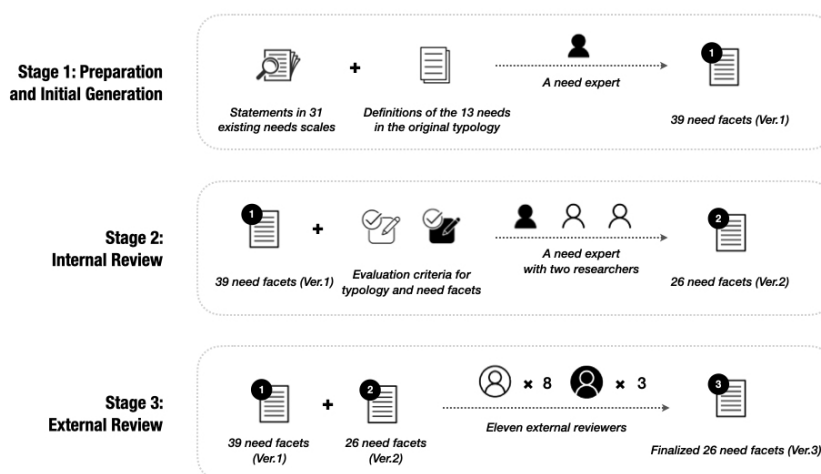 Stage 1: Preparation
and Initial Generation
+
Statements in 31
existing needs scales
Definitions of the 13 needs
in the original typology
A need expert
1
39 need facets (Ver.1)
Stage 2:
Internal Review
1
39 need facets (Ver.1)
+
Evaluation criteria for
typology and need facets
A need expert
with two researchers
2
26 need facets (Ver.2)
Stage 3:
External Review
1
39 need facets
(Ver.1)
+
2
26 need facets
(Ver.2)
× 8
× 3
Eleven external reviewers
3
Finalized 26 need facets (Ver.3)